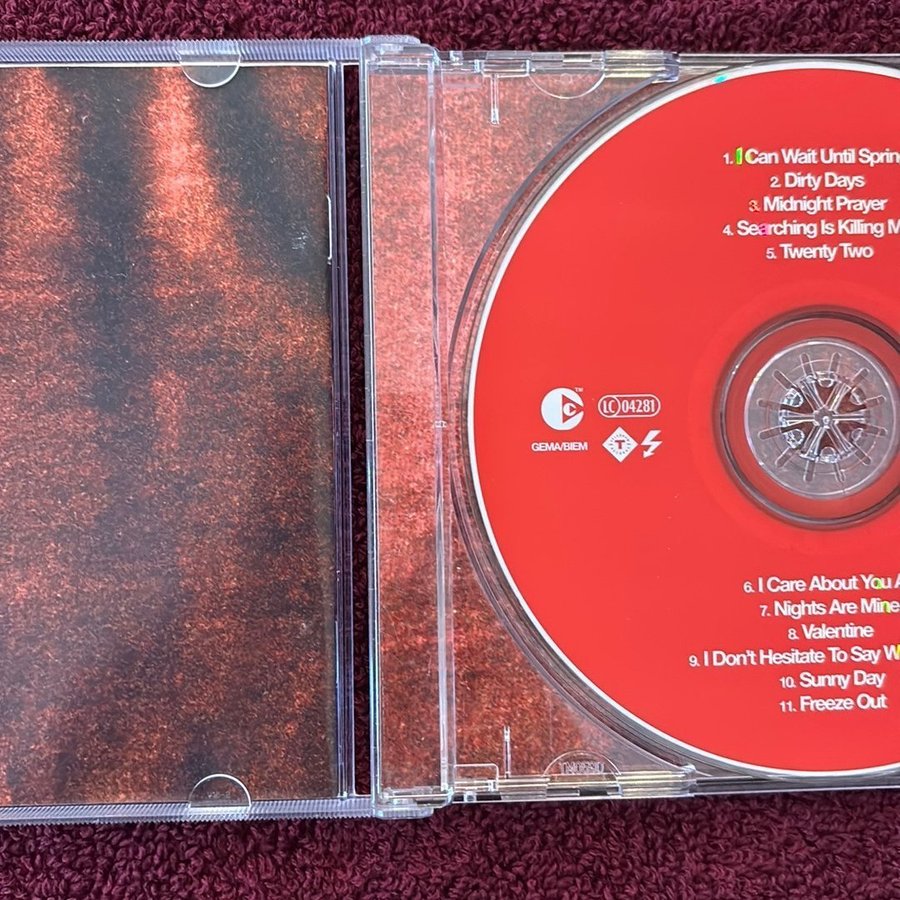 1. I Can Wait Until Sprin
2. Dirty Days
3. Midnight Prayer
4. Searching Is Killing M
5. Twenty Two
TM
LC 04281
GEMA/BIEM
T
6. I Care About You A
7. Nights Are Mine
8. Valentine
9. I Don't Hesitate To Say W
10. Sunny Day
11. Freeze Out